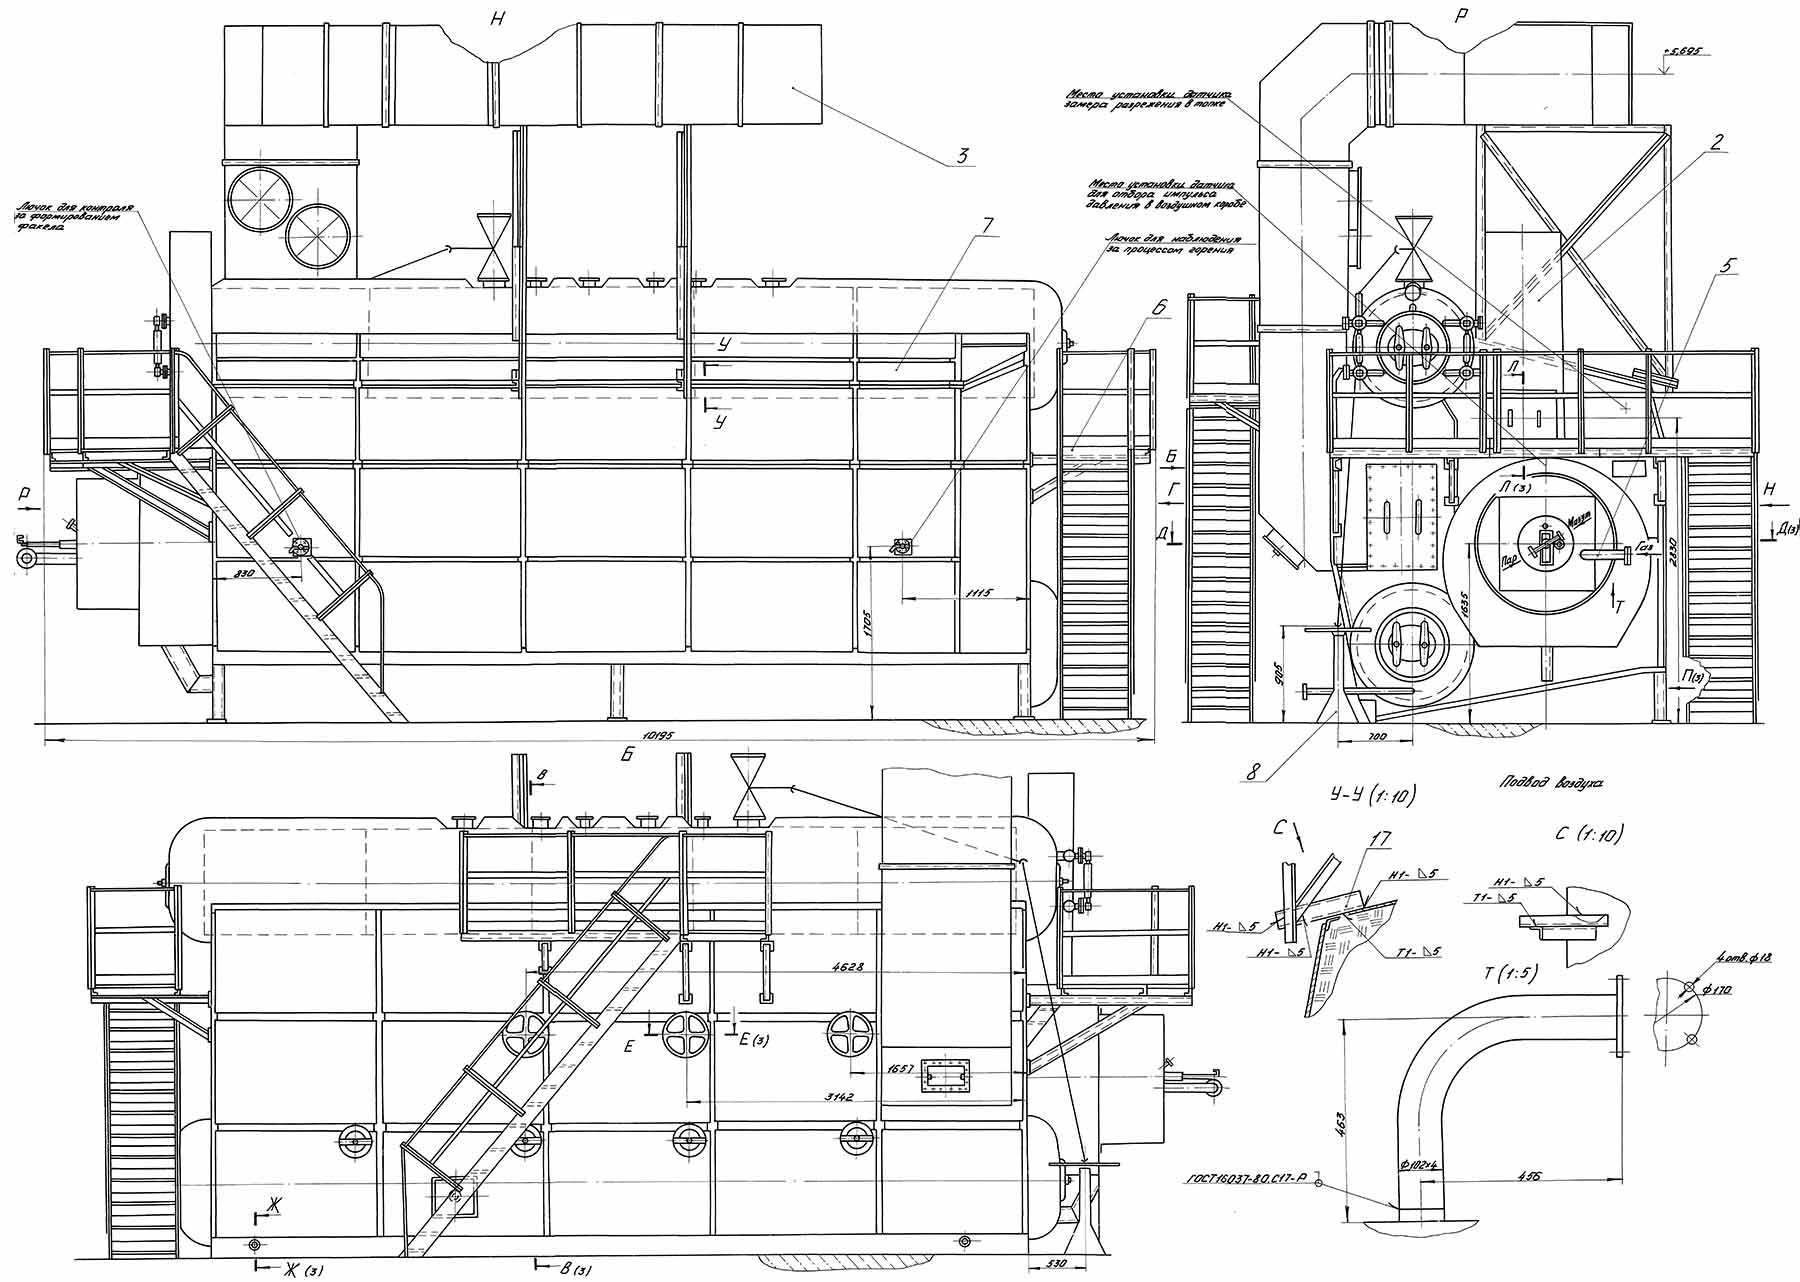 Н
Р
+5,695
Место установки датчика
замера разрежения в топке
3
2
Место установки датчика
для отбора импульса
давления в воздушном коробе
Лючок для контроля
за формированием
факела
7
Лючок для наблюдения
за процессом горения
5
6
У
У
Л
Л(3)
Р
Б
Г
Д
Н
Д(3)
Мазут
Пар
Газ
Т
830
1115
1705
1635
2830
905
П(3)
10195
700
8
Б
В
У-У (1:10)
Подвод воздуха
С
17
С (1:10)
Н1-⊿5
Н1-⊿5
Т1-⊿5
Н1-⊿5
Н1-⊿5
Т1-⊿5
4628
Т (1:5)
4 отв. ф18
ф170
Е
Е(3)
1657
3142
463
ф102х4
456
ГОСТ16037-80.С17-Р
Ж
Ж (3)
В(3)
530